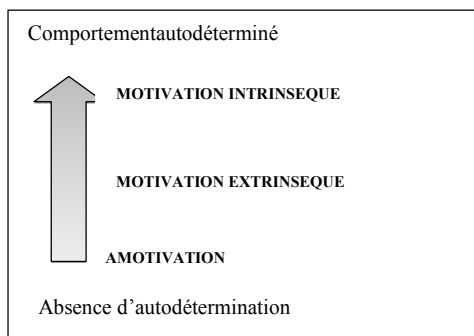 Comportementautodéterminé
MOTIVATION INTRINSEQUE
MOTIVATION EXTRINSEQUE
AMOTIVATION
Absence d’autodétermination